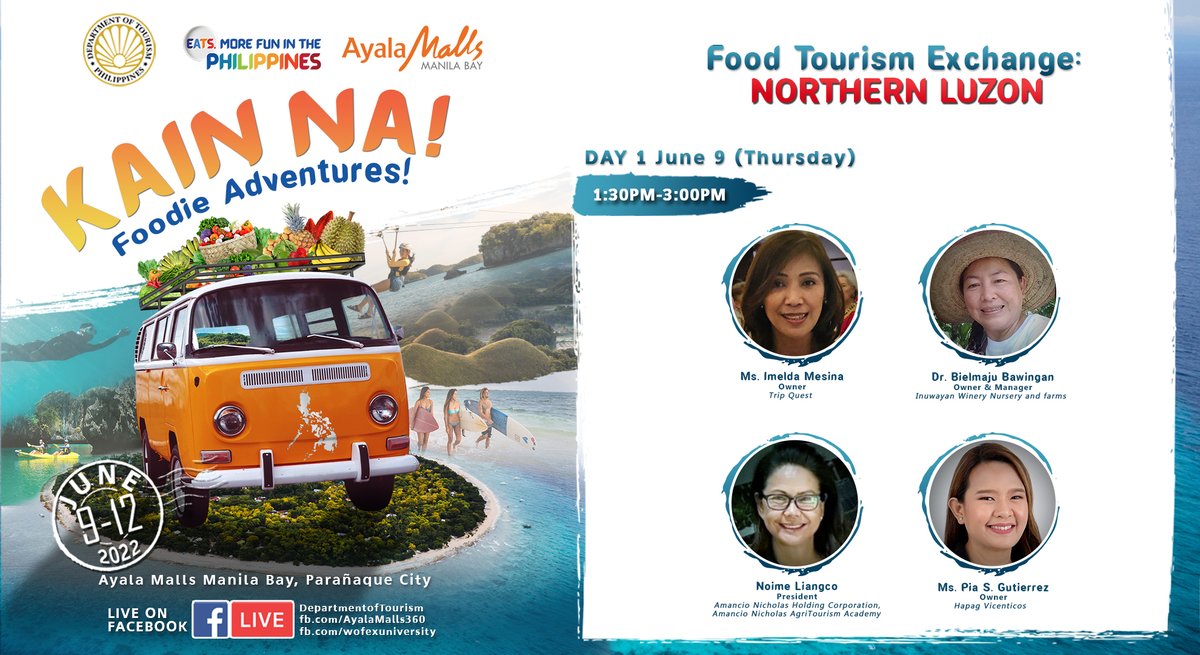 DEPARTMENT OF TOURISM
PHILIPPINES
EATS. MORE FUN IN THE
PHILIPPINES
Ayala Malls
MANILA BAY
KAIN NA!
Foodie Adventures!
JUNE
9-12
2022
Ayala Malls Manila Bay, Parañaque City
LIVE ON
FACEBOOK
f LIVE
DepartmentofTourism
fb.com/AyalaMalls360
fb.com/wofexuniversity
Food Tourism Exchange:
NORTHERN LUZON
DAY 1 June 9 (Thursday)
1:30PM-3:00PM
Ms. Imelda Mesina
Owner
Trip Quest
Dr. Bielmaju Bawingan
Owner & Manager
Inuwayan Winery Nursery and farms
Noime Liangco
President
Amancio Nicholas Holding Corporation,
Amancio Nicholas AgriTourism Academy
Ms. Pia S. Gutierrez
Owner
Hapag Vicenticos